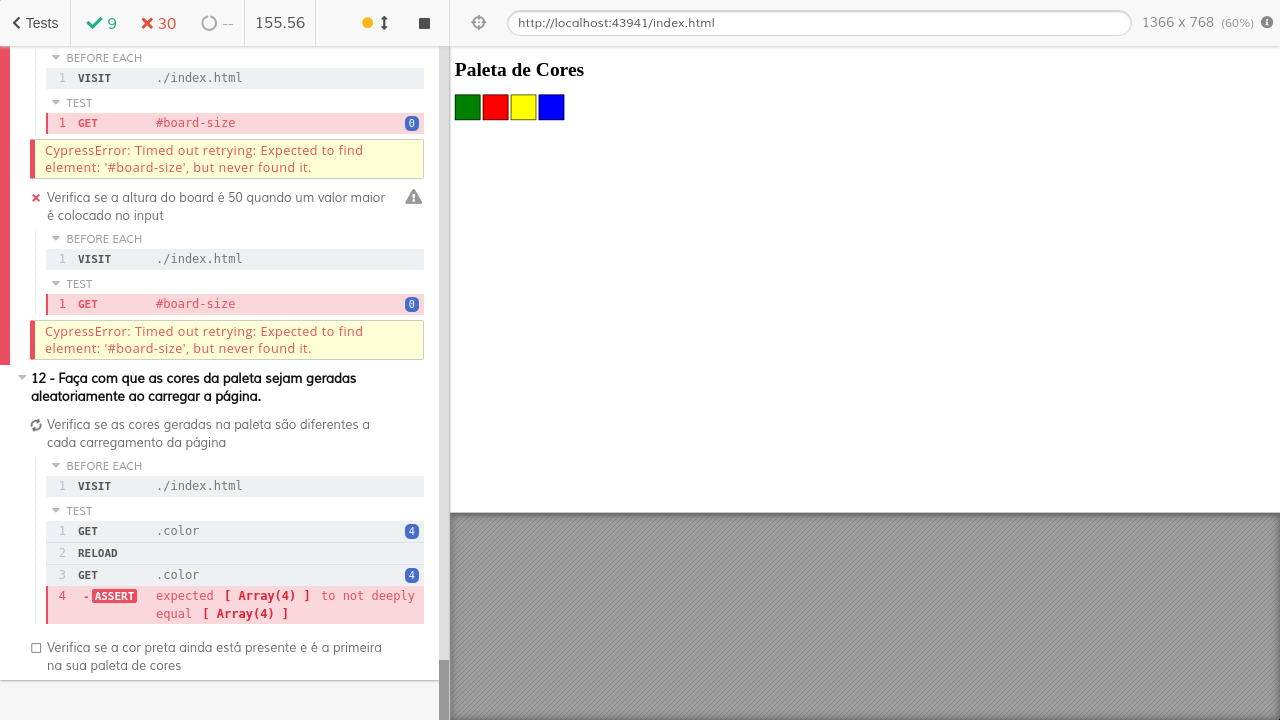 Tests
9
30
--
155.56
http://localhost:43941/index.html
1366 x 768 (60%)
BEFORE EACH
1 VISIT ./index.html
TEST
1 GET #board-size 0
CypressError: Timed out retrying: Expected to find
element: '#board-size', but never found it.
Verifica se a altura do board é 50 quando um valor maior
é colocado no input
BEFORE EACH
1 VISIT ./index.html
TEST
1 GET #board-size 0
CypressError: Timed out retrying: Expected to find
element: '#board-size', but never found it.
12 - Faça com que as cores da paleta sejam geradas
aleatoriamente ao carregar a página.
Verifica se as cores geradas na paleta são diferentes a
cada carregamento da página
BEFORE EACH
1 VISIT ./index.html
TEST
1 GET .color 4
2 RELOAD
3 GET .color 4
4 -ASSERT expected [ Array(4) ] to not deeply
equal [ Array(4) ]
Verifica se a cor preta ainda está presente e é a primeira
na sua paleta de cores
Paleta de Cores